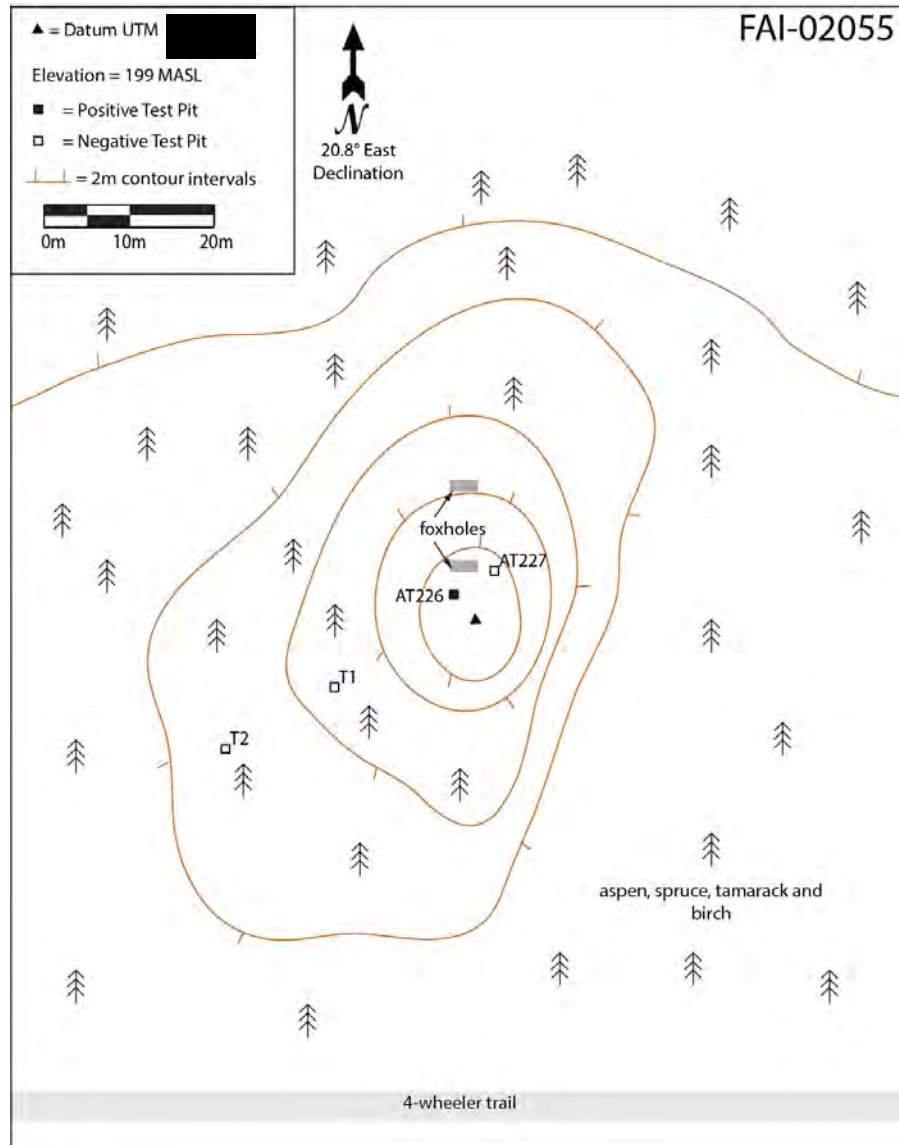 FAI-02055
▲ = Datum UTM
Elevation = 199 MASL
■ = Positive Test Pit
□ = Negative Test Pit
= 2m contour intervals
0m 10m 20m
N
20.8° East
Declination
foxholes
AT227
AT226
T1
T2
aspen, spruce, tamarack and
birch
4-wheeler trail